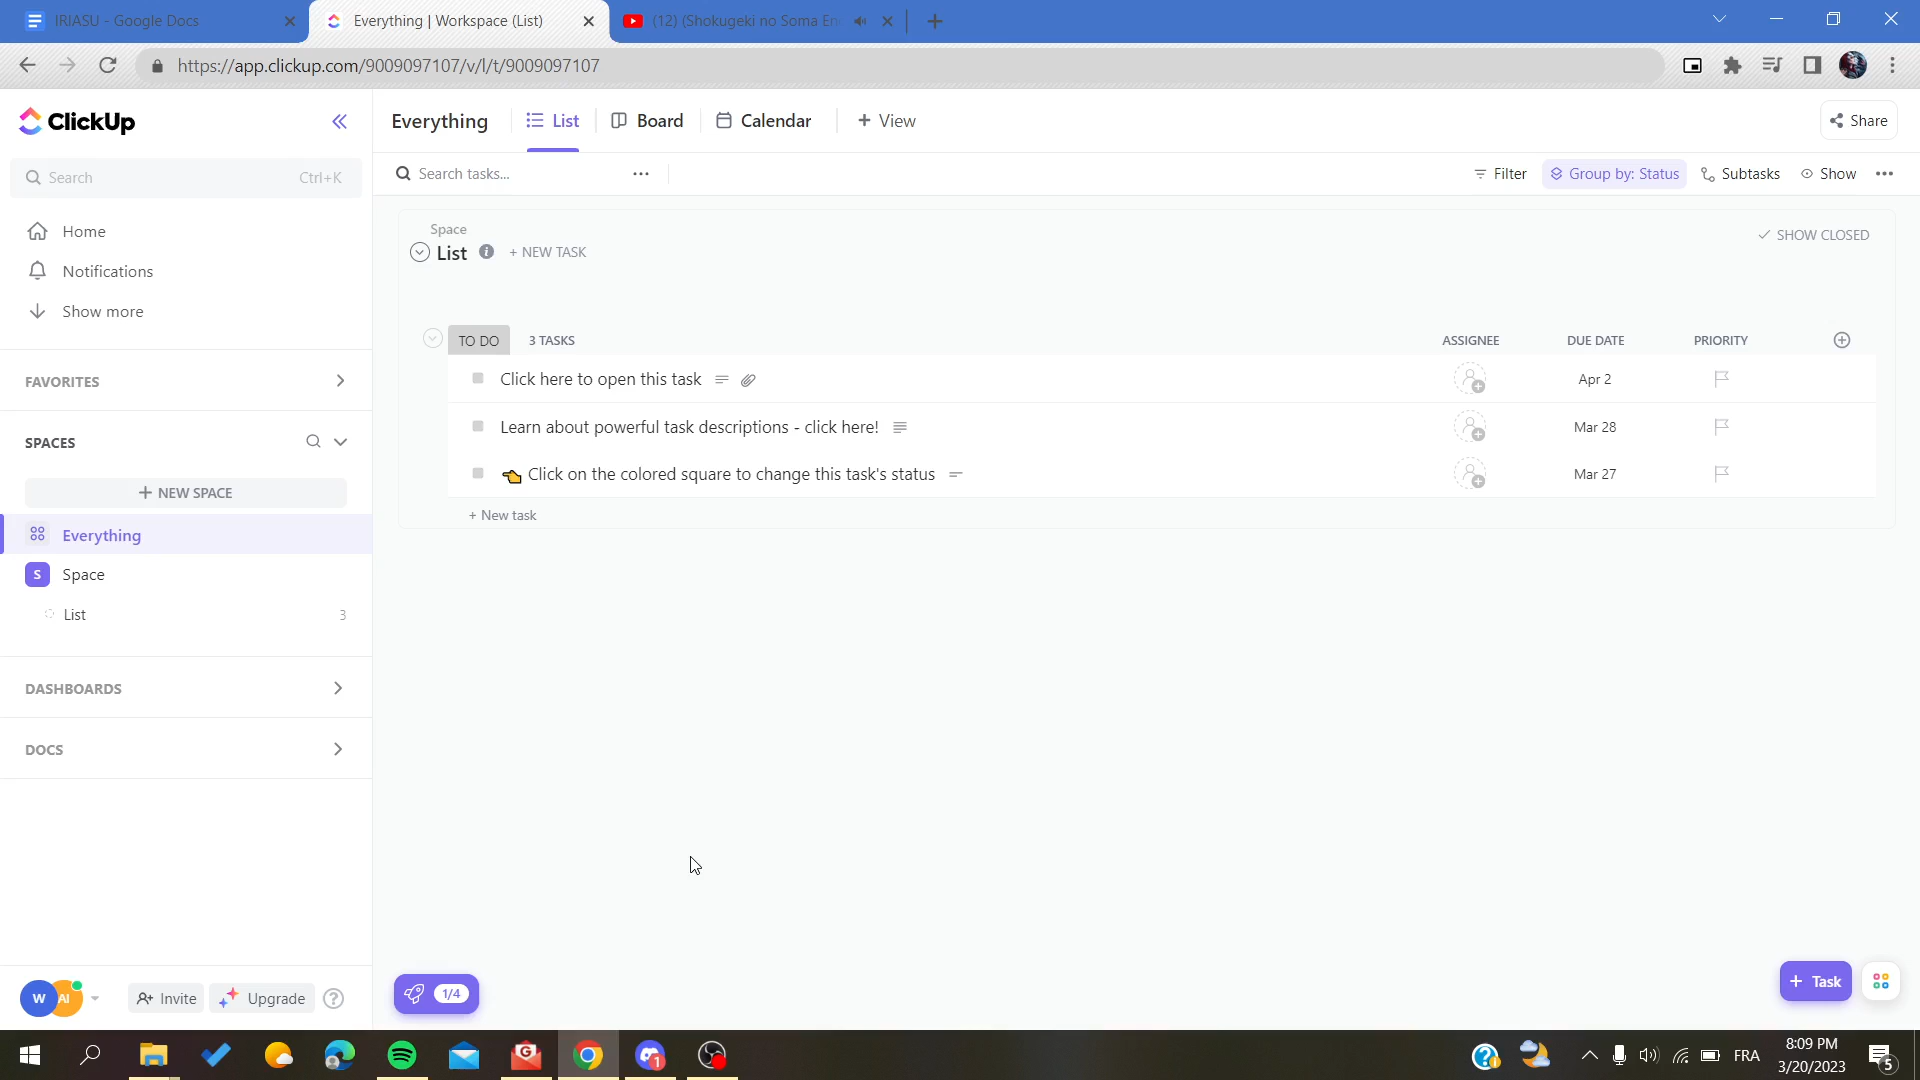 IRIASU - Google Docs
Everything | Workspace (List)
(12) (Shokugeki no Soma En
https://app.clickup.com/9009097107/v/l/t/9009097107
ClickUp
Everything
List
Board
Calendar
+ View
Share
Search
Ctrl+K
Search tasks...
Filter
Group by: Status
Subtasks
Show
Home
Notifications
Show more
Space
List
+ NEW TASK
SHOW CLOSED
TO DO
3 TASKS
ASSIGNEE
DUE DATE
PRIORITY
Click here to open this task
Apr 2
Learn about powerful task descriptions - click here!
Mar 28
Click on the colored square to change this task's status
Mar 27
+ New task
FAVORITES
SPACES
+ NEW SPACE
Everything
S
Space
List
3
DASHBOARDS
DOCS
W
AI
Invite
Upgrade
1/4
+ Task
1
FRA
8:09 PM
3/20/2023
5